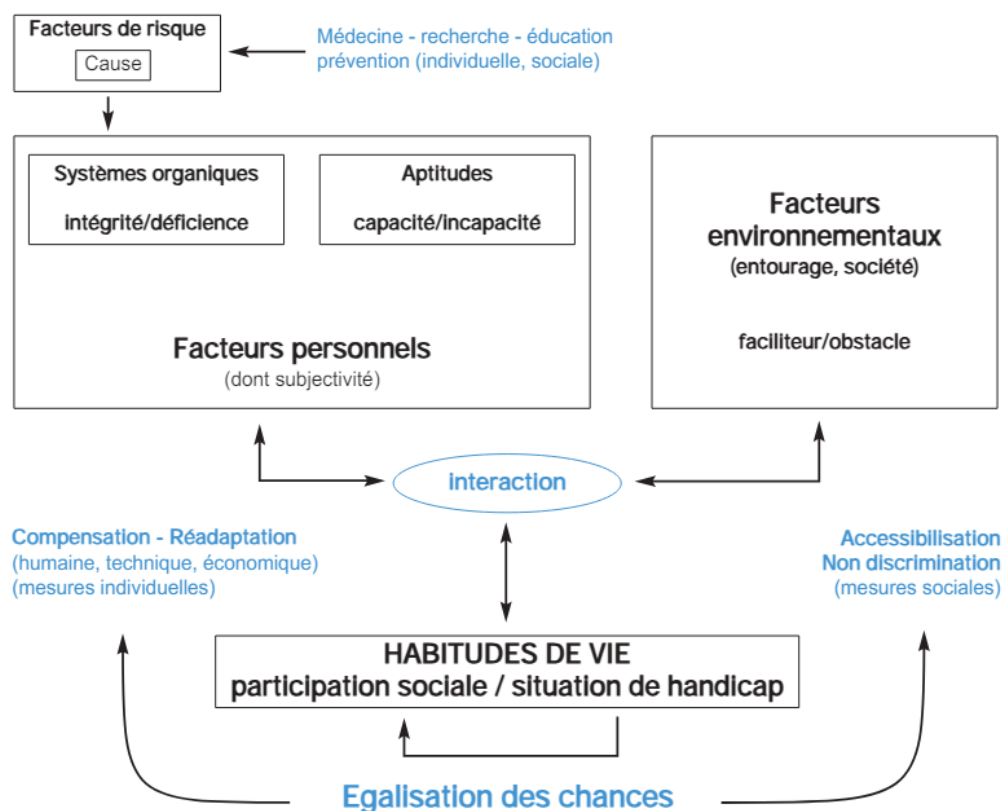 Facteurs de risque
Cause
Médecine - recherche - éducation
prévention (individuelle, sociale)
Systèmes organiques
intégrité/déficience
Aptitudes
capacité/incapacité
Facteurs personnels
(dont subjectivité)
Facteurs
environnementaux
(entourage, société)
faciliteur/obstacle
interaction
Compensation - Réadaptation
(humaine, technique, économique)
(mesures individuelles)
Accessibilisation
Non discrimination
(mesures sociales)
HABITUDES DE VIE
participation sociale / situation de handicap
Egalisation des chances